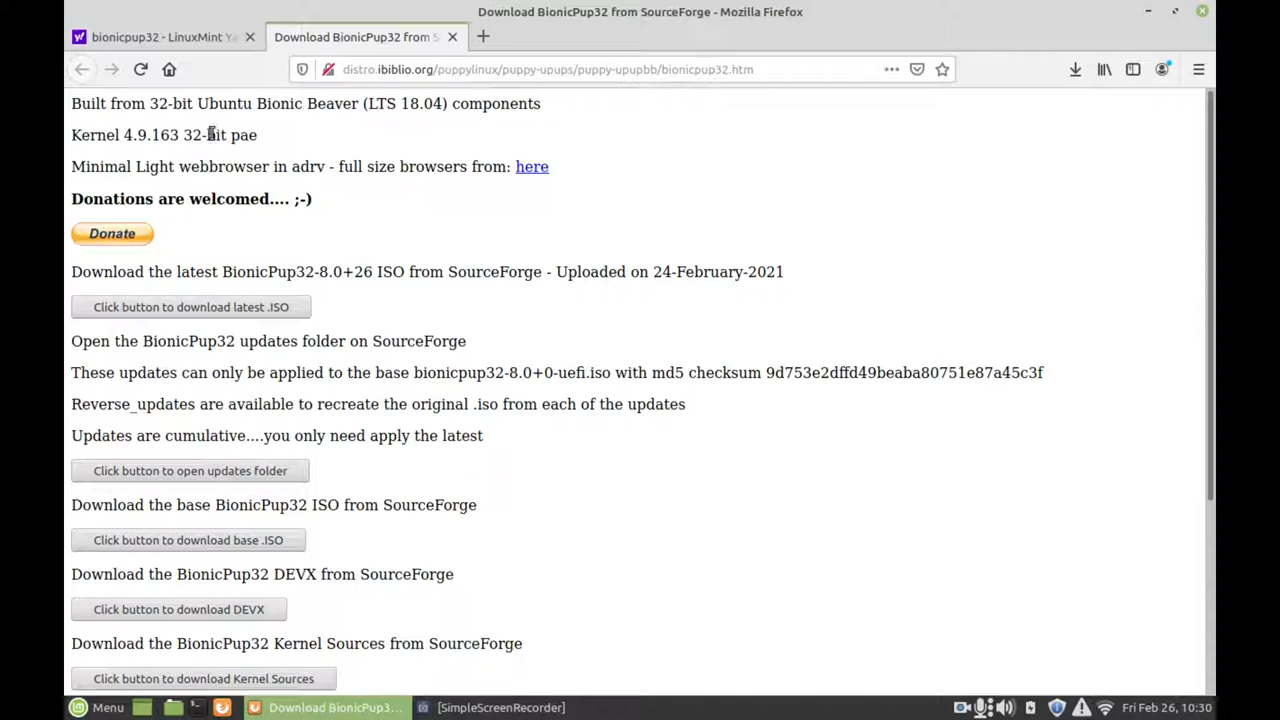 Download BionicPup32 from SourceForge - Mozilla Firefox
bionicpup32 - LinuxMint Ya
Download BionicPup32 from S
distro.ibiblio.org/puppylinux/puppy-upups/puppy-upupbb/bionicpup32.htm
Built from 32-bit Ubuntu Bionic Beaver (LTS 18.04) components
Kernel 4.9.163 32-bit pae
Minimal Light webbrowser in adrv - full size browsers from: here
Donations are welcomed.... ;-)
Donate
Download the latest BionicPup32-8.0+26 ISO from SourceForge - Uploaded on 24-February-2021
Click button to download latest .ISO
Open the BionicPup32 updates folder on SourceForge
These updates can only be applied to the base bionicpup32-8.0+0-uefi.iso with md5 checksum 9d753e2dffd49beaba80751e87a45c3f
Reverse_updates are available to recreate the original .iso from each of the updates
Updates are cumulative....you only need apply the latest
Click button to open updates folder
Download the base BionicPup32 ISO from SourceForge
Click button to download base .ISO
Download the BionicPup32 DEVX from SourceForge
Click button to download DEVX
Download the BionicPup32 Kernel Sources from SourceForge
Click button to download Kernel Sources
Menu
Download BionicPup3...
[SimpleScreenRecorder]
Fri Feb 26, 10:30